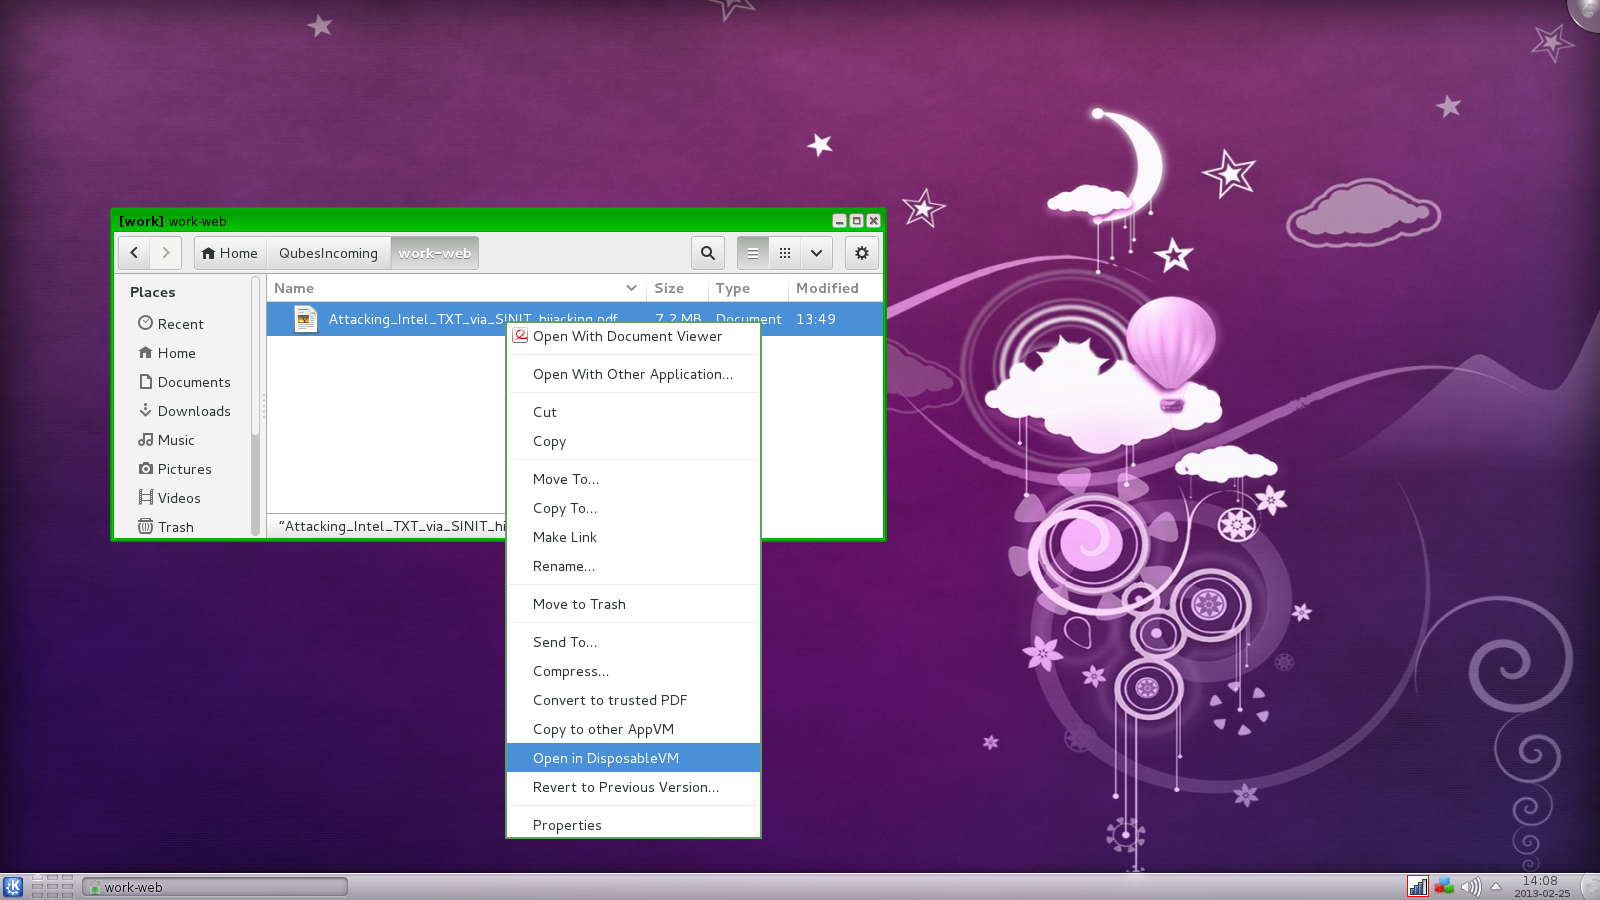 [work] work-web
Home QubesIncoming work-web
Places
Recent
Home
Documents
Downloads
Music
Pictures
Videos
Trash
Name Size Type Modified
Attacking_Intel_TXT_via_SINIT_hijacking.pdf 7.2 MB Document 13:49
“Attacking_Intel_TXT_via_SINIT_hi
Open With Document Viewer
Open With Other Application...
Cut
Copy
Move To...
Copy To...
Make Link
Rename...
Move to Trash
Send To...
Compress...
Convert to trusted PDF
Copy to other AppVM
Open in DisposableVM
Revert to Previous Version...
Properties
work-web
14:08
2013-02-25